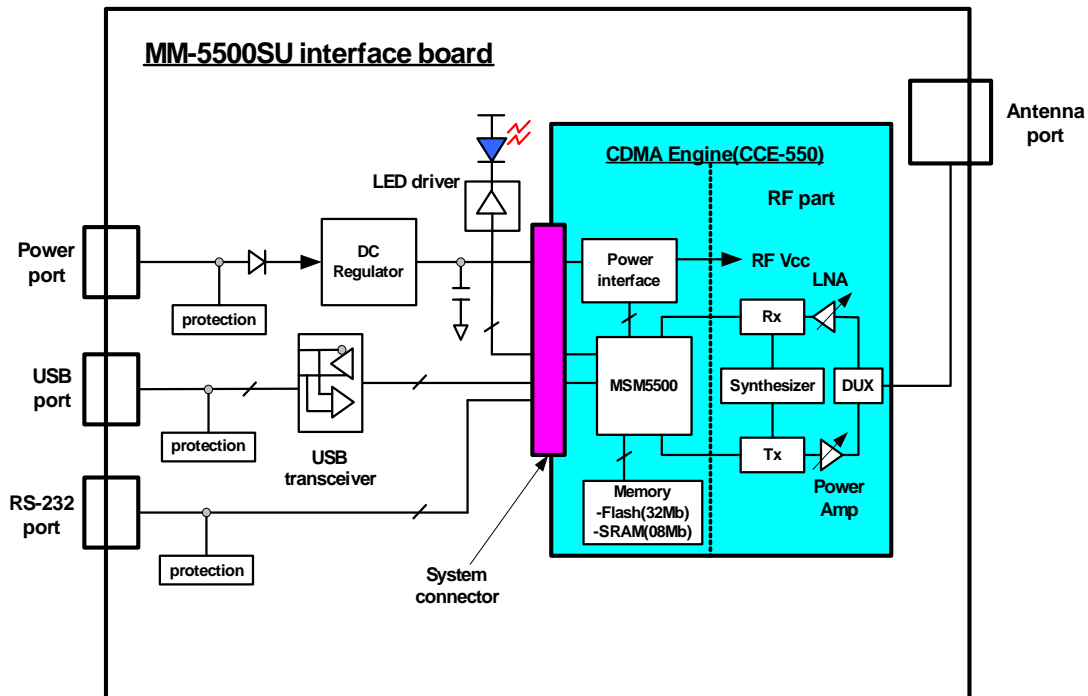 MM-5500SU interface board
Antenna
port
CDMA Engine(CCE-550)
LED driver
RF part
Power
port
DC
Regulator
Power
interface
RF Vcc
LNA
protection
Rx
USB
port
MSM5500
Synthesizer
DUX
protection
USB
transceiver
Tx
Power
Amp
RS-232
port
Memory
-Flash(32Mb)
-SRAM(08Mb)
protection
System
connector